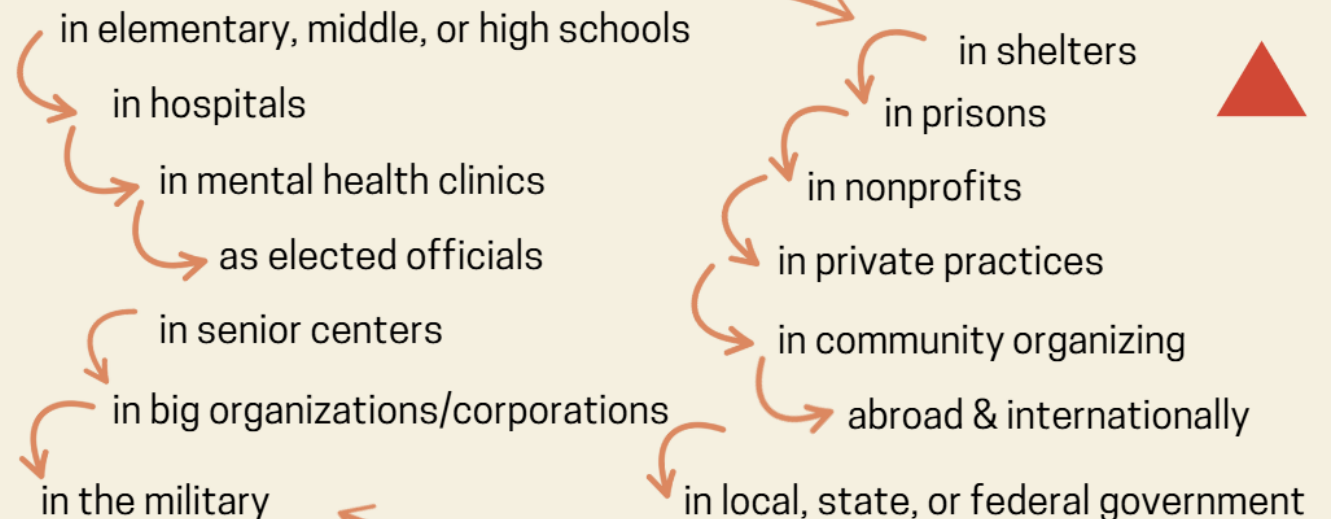 in elementary, middle, or high schools
in hospitals
in mental health clinics
as elected officials
in senior centers
in big organizations/corporations
in the military
in shelters
in prisons
in nonprofits
in private practices
in community organizing
abroad & internationally
in local, state, or federal government